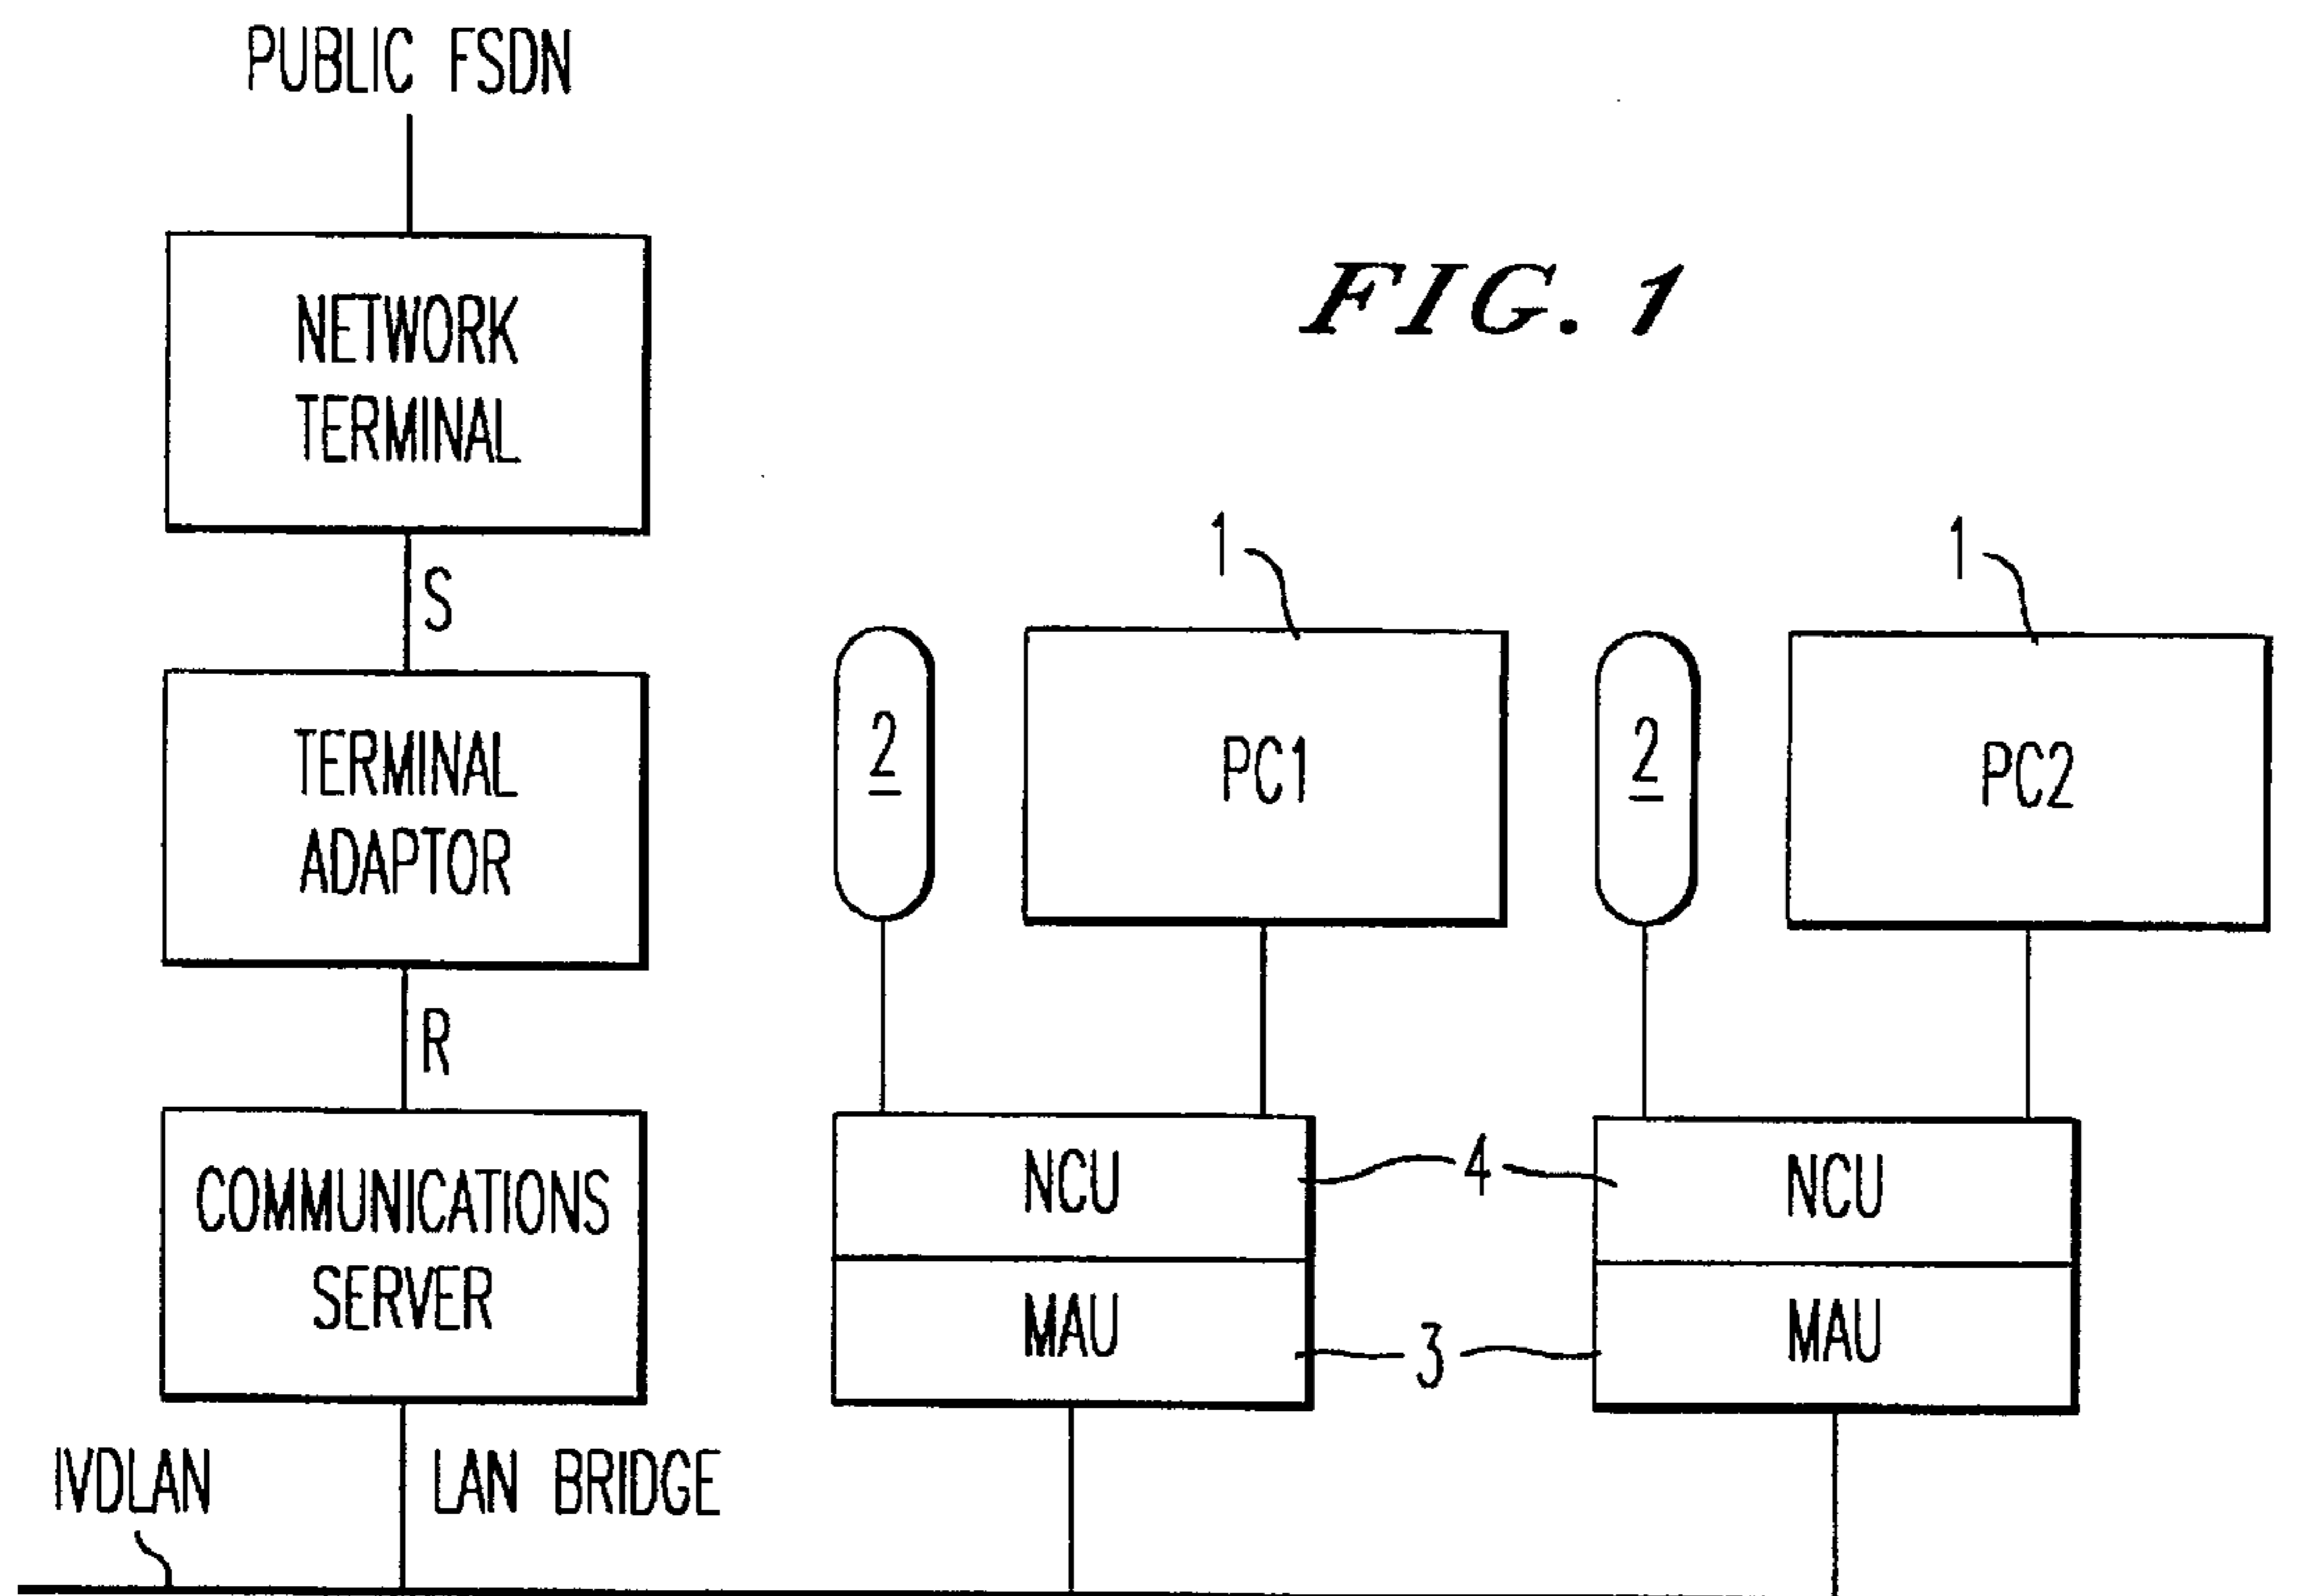 PUBLIC FSDN
NETWORK
TERMINAL
FIG. 1
S
TERMINAL
ADAPTOR
R
COMMUNICATIONS
SERVER
IVDLAN
LAN BRIDGE
1
1
2
PC1
2
PC2
NCU
4
NCU
MAU
3
MAU